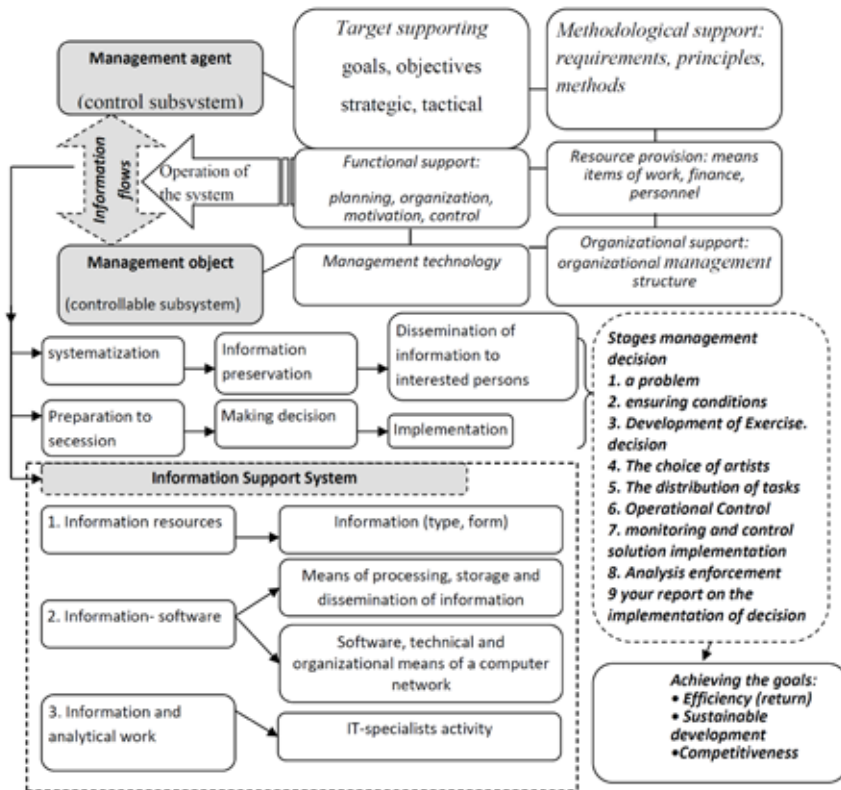 Management agent
(control subsystem)
Target supporting
goals, objectives
strategic, tactical
Methodological support:
requirements, principles,
methods
Information
flows
Operation of
the system
Functional support:
planning, organization,
motivation, control
Resource provision: means
items of work, finance,
personnel
Management object
(controllable subsystem)
Management technology
Organizational support:
organizational management
structure
systematization
Information
preservation
Dissemination of
information to
interested persons
Preparation to
secession
Making decision
Implementation
Stages management
decision
1. a problem
2. ensuring conditions
3. Development of Exercise.
decision
4. The choice of artists
5. The distribution of tasks
6. Operational Control
7. monitoring and control
solution implementation
8. Analysis enforcement
9 your report on the
implementation of decision
Information Support System
1. Information resources
Information (type, form)
2. Information- software
Means of processing, storage and
dissemination of information
Software, technical and
organizational means of a computer
network
3. Information and
analytical work
IT-specialists activity
Achieving the goals:
• Efficiency (return)
• Sustainable
development
•Competitiveness